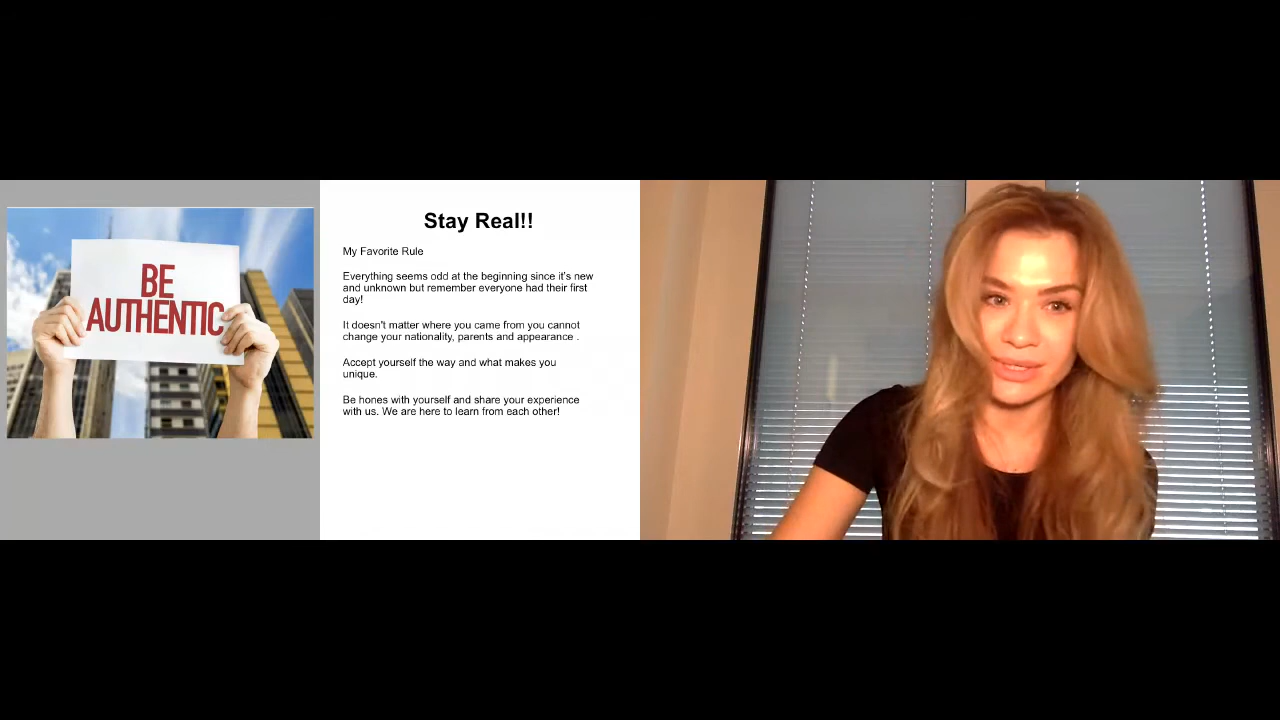 BE
AUTHENTIC
Stay Real!!
My Favorite Rule
Everything seems odd at the beginning since it's new
and unknown but remember everyone had their first
day!
It doesn't matter where you came from you cannot
change your nationality, parents and appearance .
Accept yourself the way and what makes you
unique.
Be hones with yourself and share your experience
with us. We are here to learn from each other!